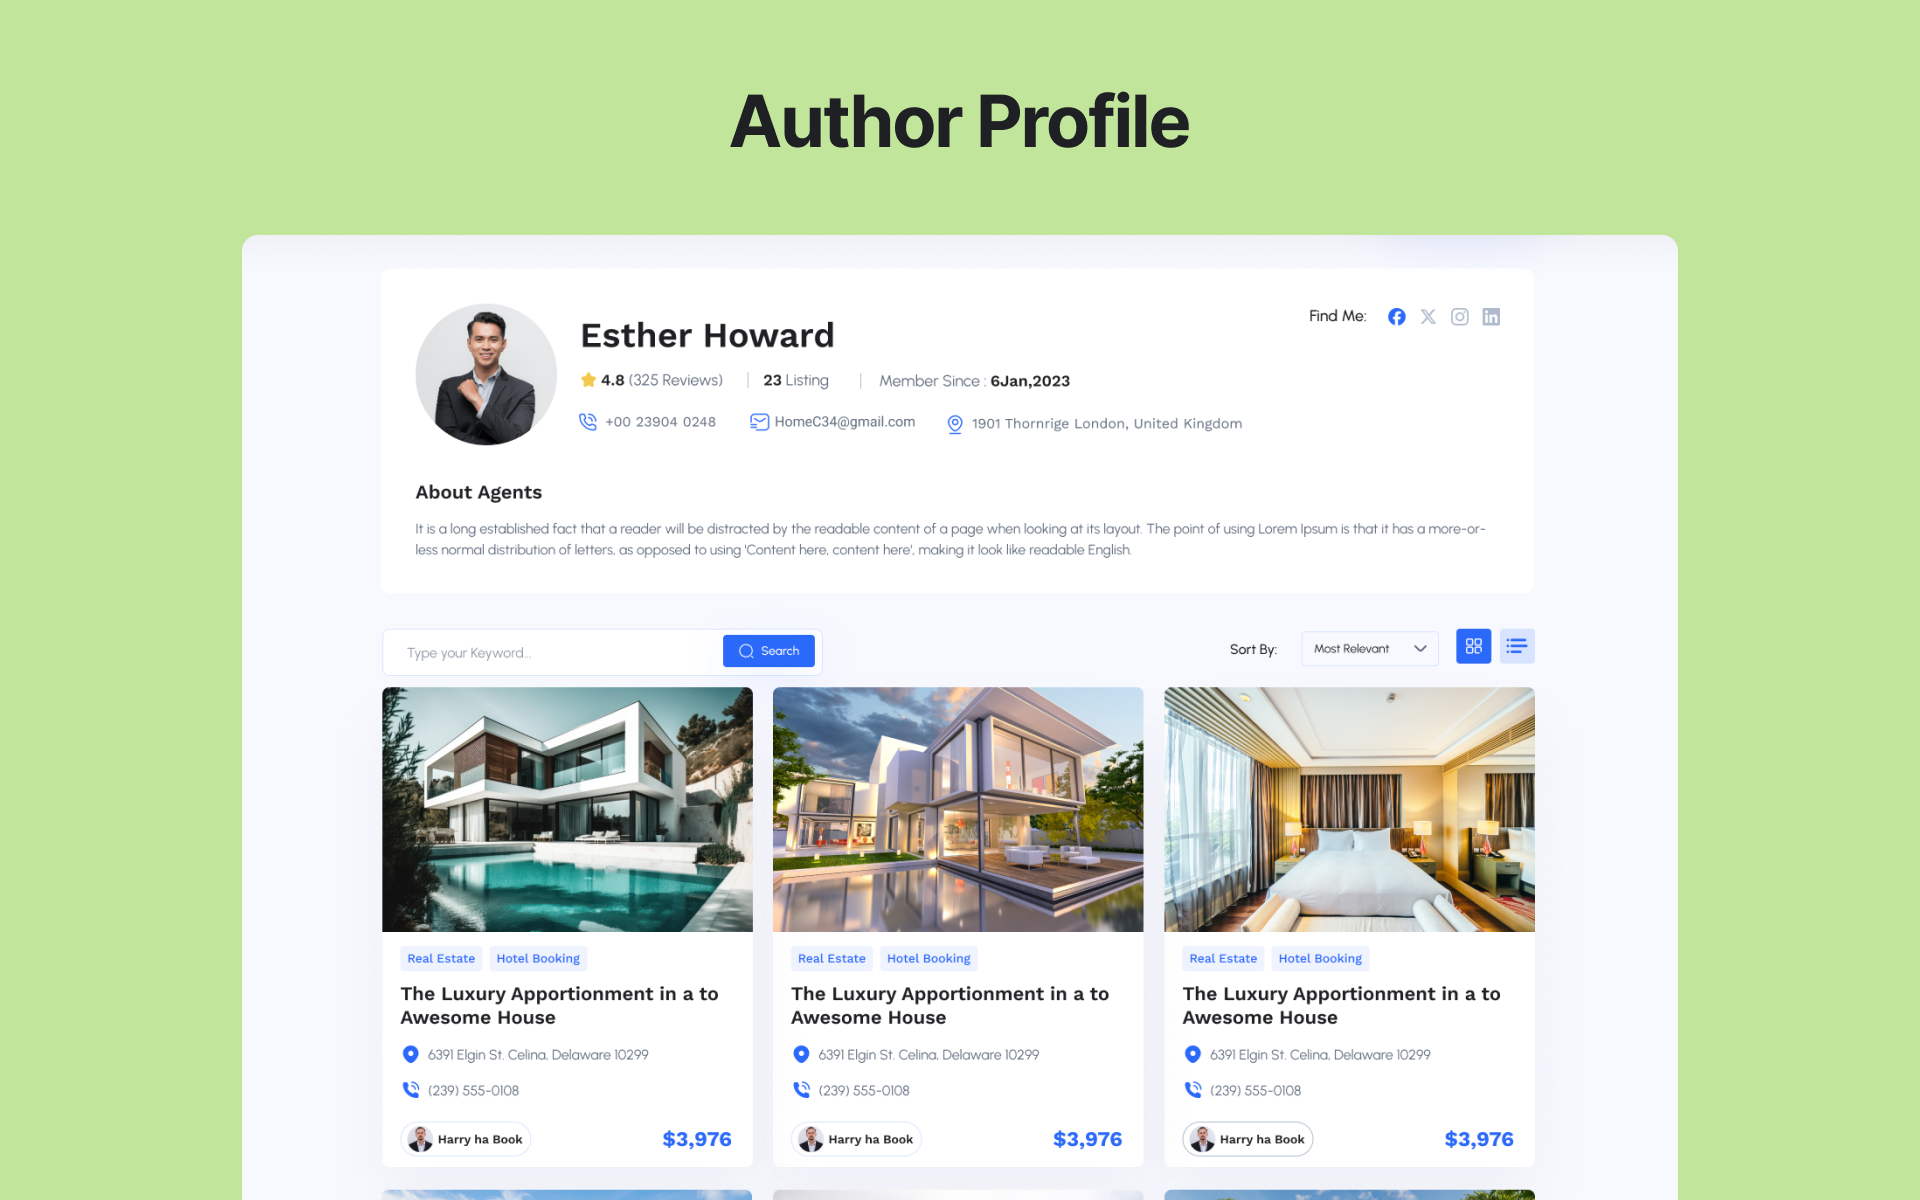 Author Profile
Esther Howard
Find Me:
4.8 (325 Reviews)
23 Listing
Member Since : 6Jan,2023
+00 23904 0248
HomeC34@gmail.com
1901 Thornrige London, United Kingdom
About Agents
It is a long established fact that a reader will be distracted by the readable content of a page when looking at its layout. The point of using Lorem Ipsum is that it has a more-or-
less normal distribution of letters, as opposed to using 'Content here, content here', making it look like readable English.
Type your Keyword...
Search
Sort By:
Most Relevant
Real Estate
Hotel Booking
The Luxury Apportionment in a to
Awesome House
6391 Elgin St. Celina, Delaware 10299
(239) 555-0108
Harry ha Book
$3,976
Real Estate
Hotel Booking
The Luxury Apportionment in a to
Awesome House
6391 Elgin St. Celina, Delaware 10299
(239) 555-0108
Harry ha Book
$3,976
Real Estate
Hotel Booking
The Luxury Apportionment in a to
Awesome House
6391 Elgin St. Celina, Delaware 10299
(239) 555-0108
Harry ha Book
$3,976